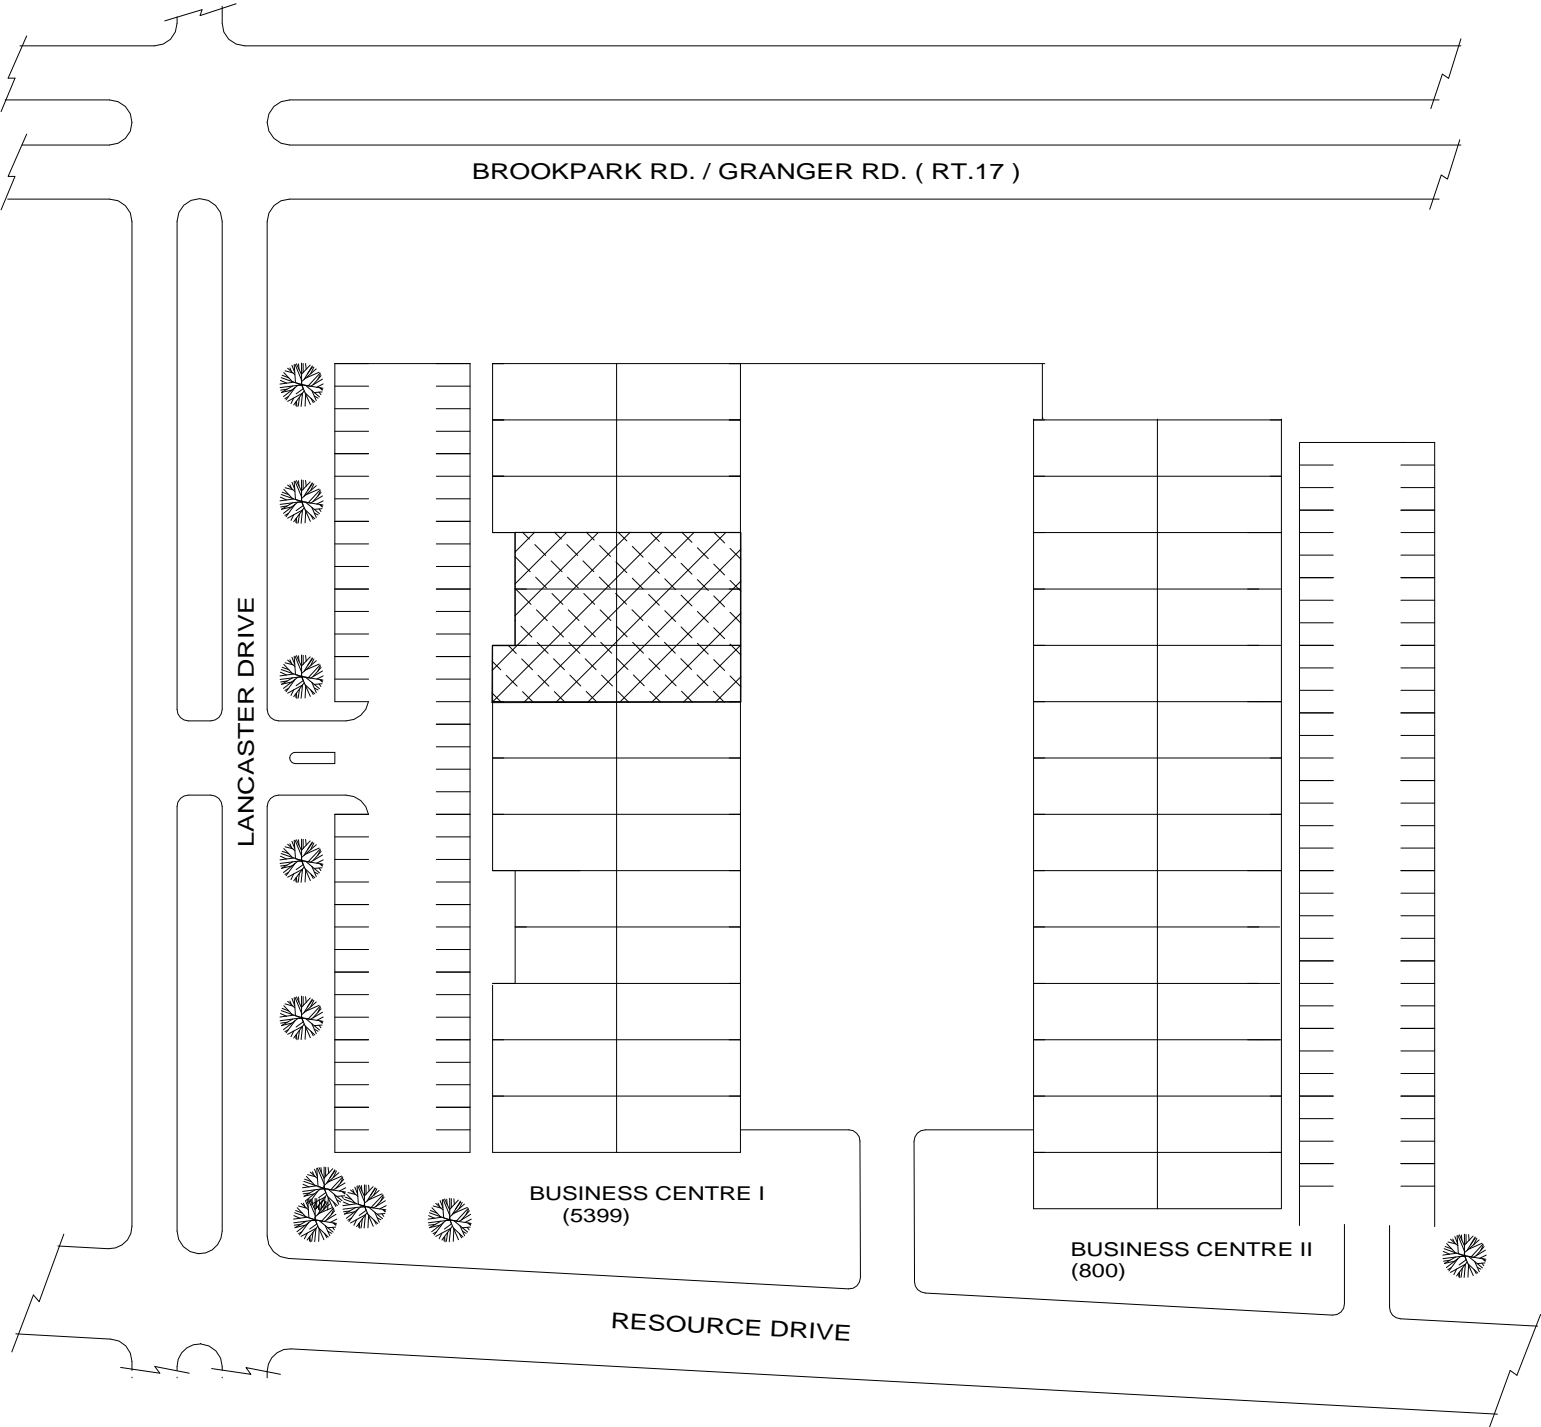 BROOKPARK RD. / GRANGER RD. ( RT.17 )
LANCASTER DRIVE
BUSINESS CENTRE I
(5399)
BUSINESS CENTRE II
(800)
RESOURCE DRIVE